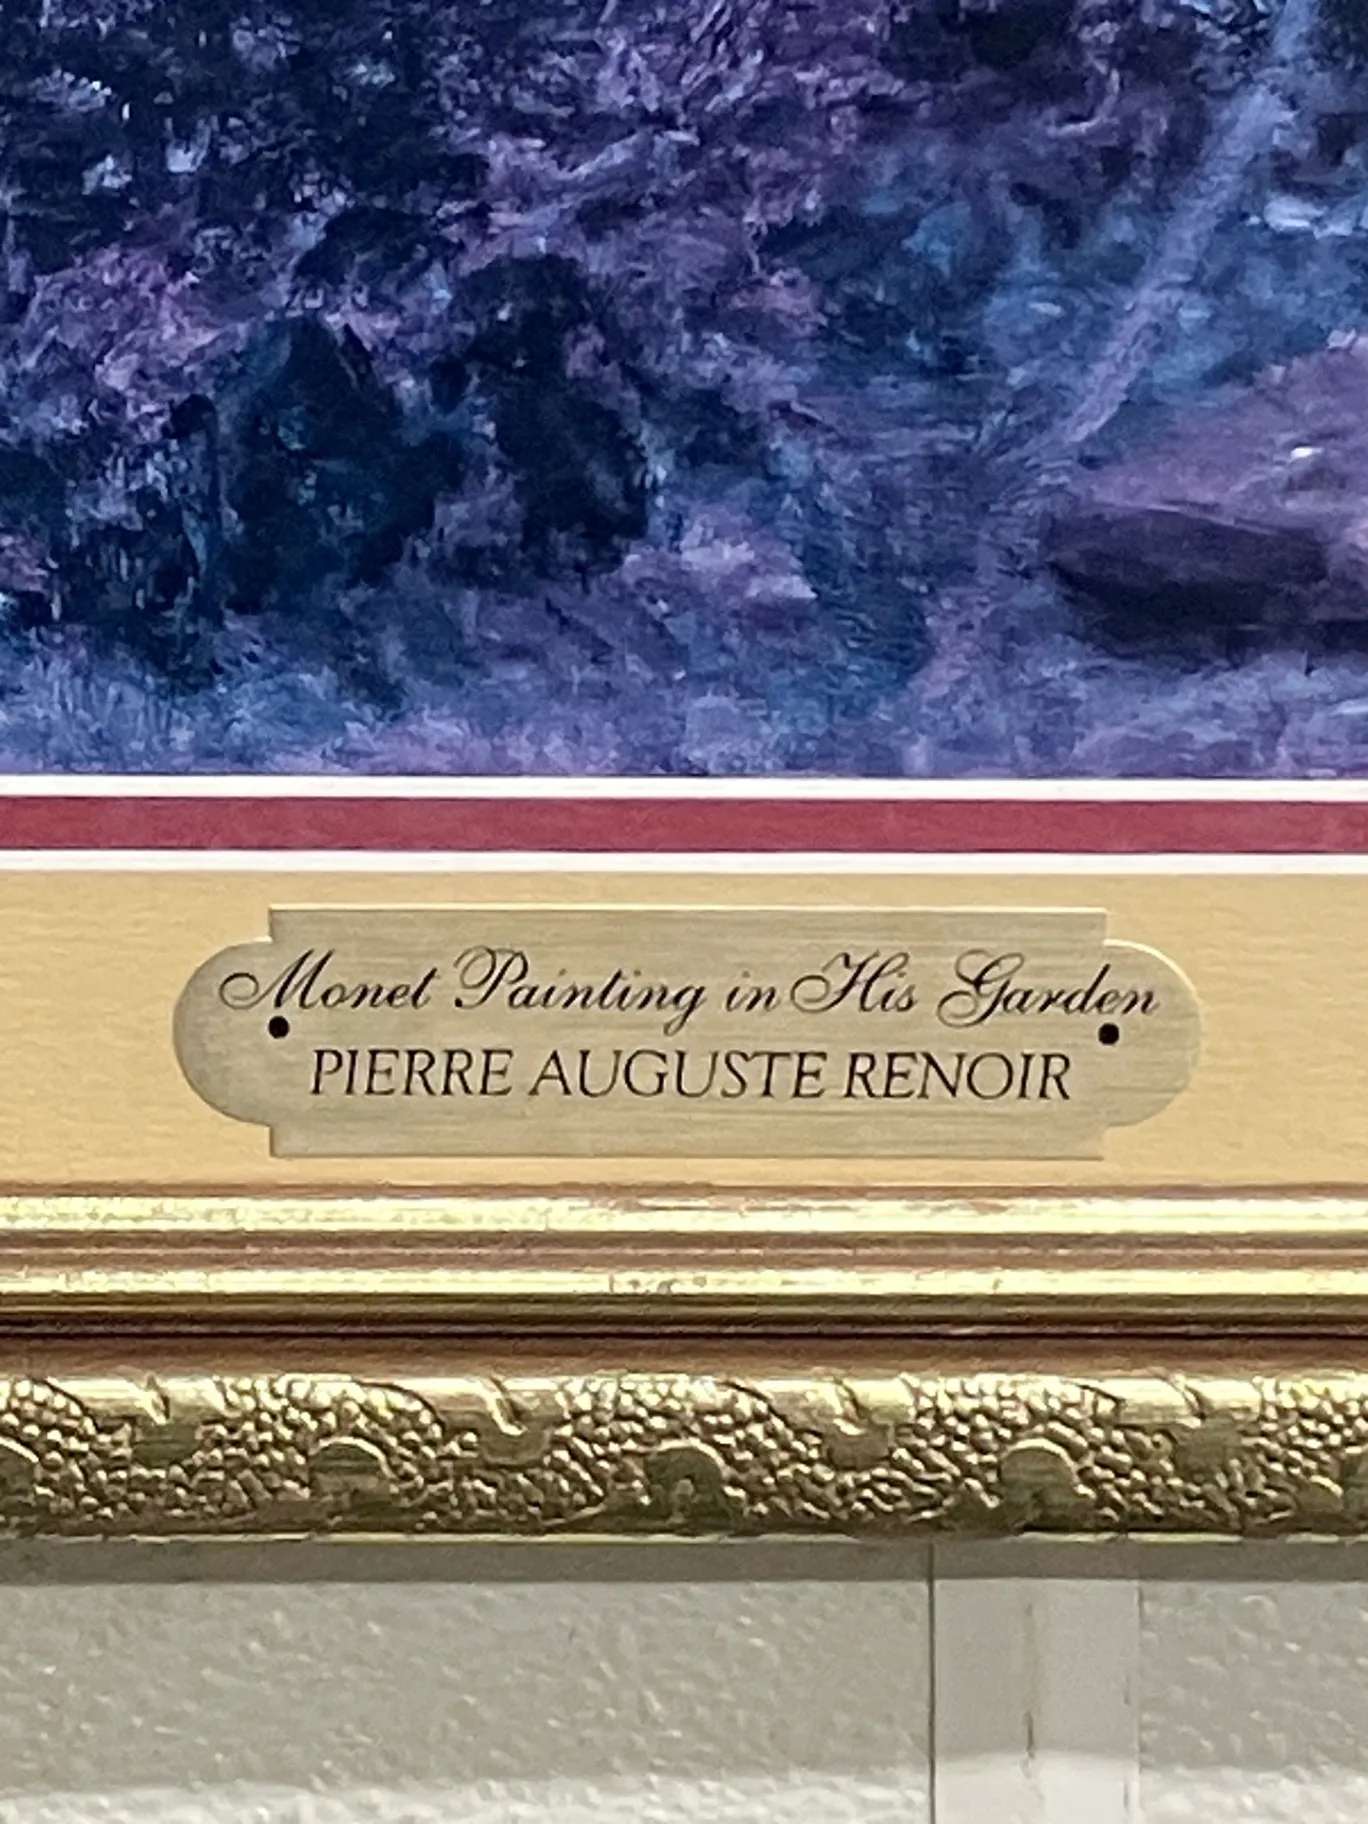 Monet Painting in His Garden
PIERRE AUGUSTE RENOIR